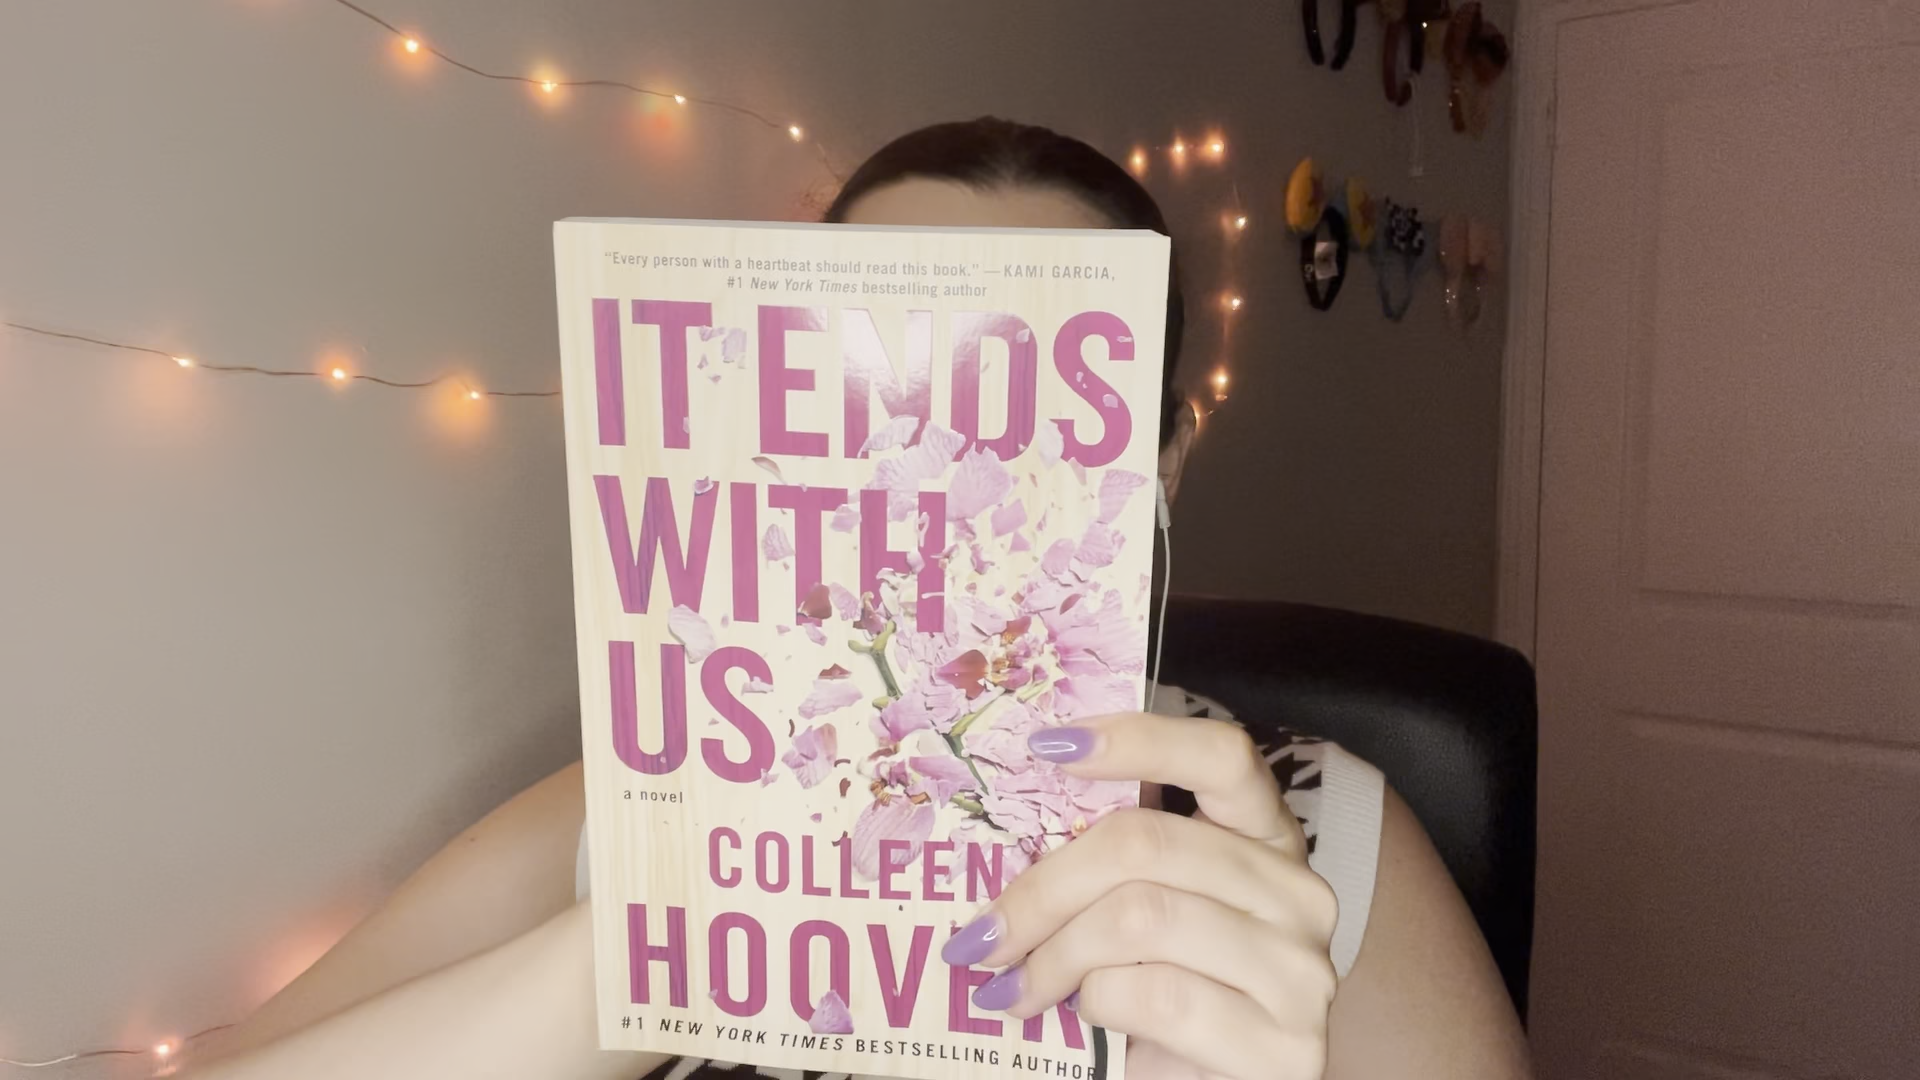 “Every person with a heartbeat should read this book.” — KAMI GARCIA,
#1 New York Times bestselling author
IT ENDS
WITH
US
a novel
COLLEEN
HOOVER
#1 NEW YORK TIMES BESTSELLING AUTHOR